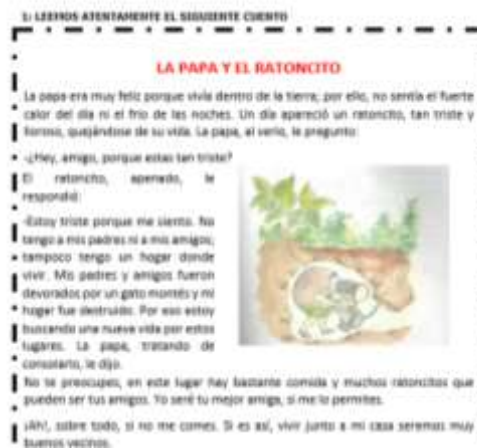 1: LEEMOS ATENTAMENTE EL SIGUIENTE CUENTO
LA PAPA Y EL RATONCITO
La papa era muy feliz porque vivía dentro de la tierra; por ello, no sentía el fuerte
calor del día ni el frío de las noches. Un día apareció un ratoncito, tan triste y
lloroso, quejándose de su vida. La papa, al verlo, le pregunto:
-¿Hey, amigo, porque estas tan triste?
El ratoncito, apenado, le
respondió:
-Estoy triste porque me siento. No
tengo a mis padres ni a mis amigos;
tampoco tengo un hogar donde
vivir. Mis padres y amigos fueron
devorados por un gato montés y mi
hogar fue destruido. Por eso estoy
buscando una nueva vida por estos
lugares. La papa, tratando de
consolarlo, le dijo.
No te preocupes, en este lugar hay bastante comida y muchos ratoncitos que
pueden ser tus amigos. Yo seré tu mejor amiga, si me lo permites.
¡Ah!, sobre todo, si no me comes. Si es así, vivir junto a mi casa seremos muy
buenos vecinos.